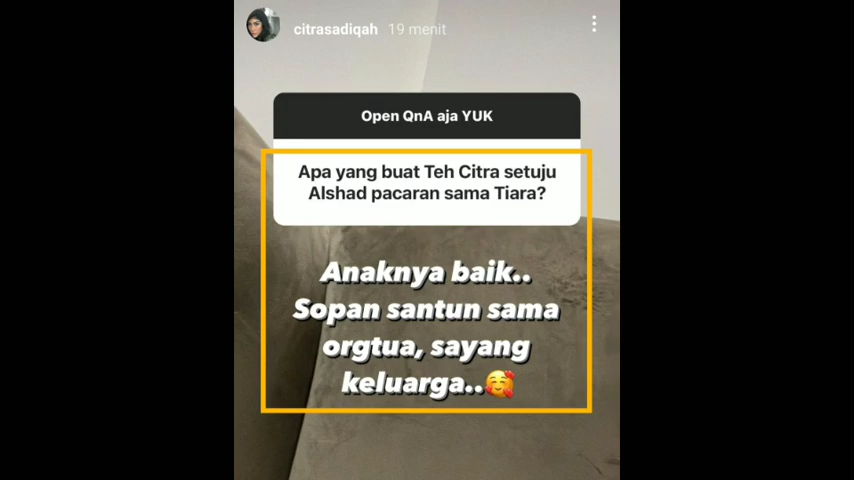 citrasadiqah 19 menit
Open QnA aja YUK
Apa yang buat Teh Citra setuju
Alshad pacaran sama Tiara?
Anaknya baik..
Sopan santun sama
orgtua, sayang
keluarga..🥰